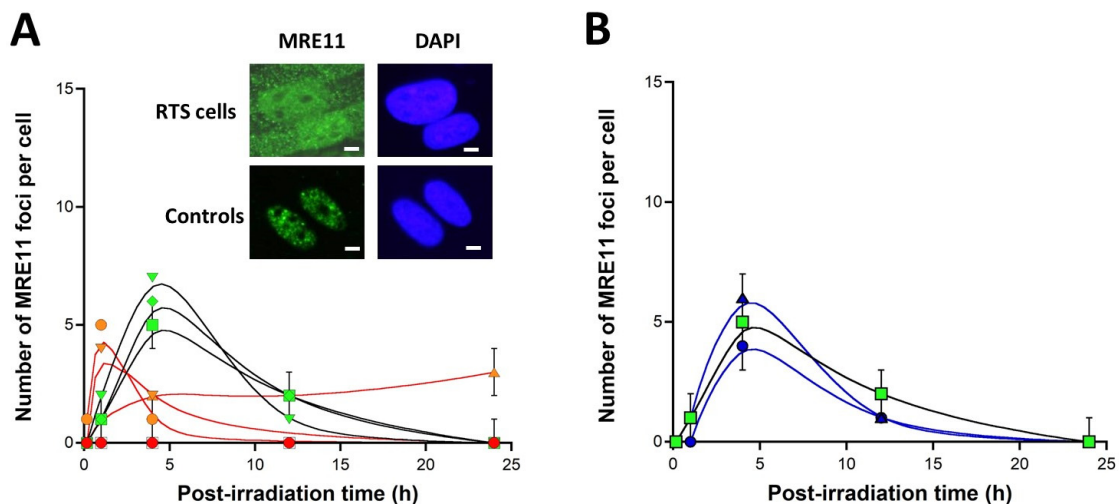 A
B
MRE11
DAPI
RTS cells
Controls
Number of MRE11 foci per cell
15
10
5
0
0
5
10
15
20
25
Post-irradiation time (h)
Number of MRE11 foci per cell
15
10
5
0
0
5
10
15
20
25
Post-irradiation time (h)